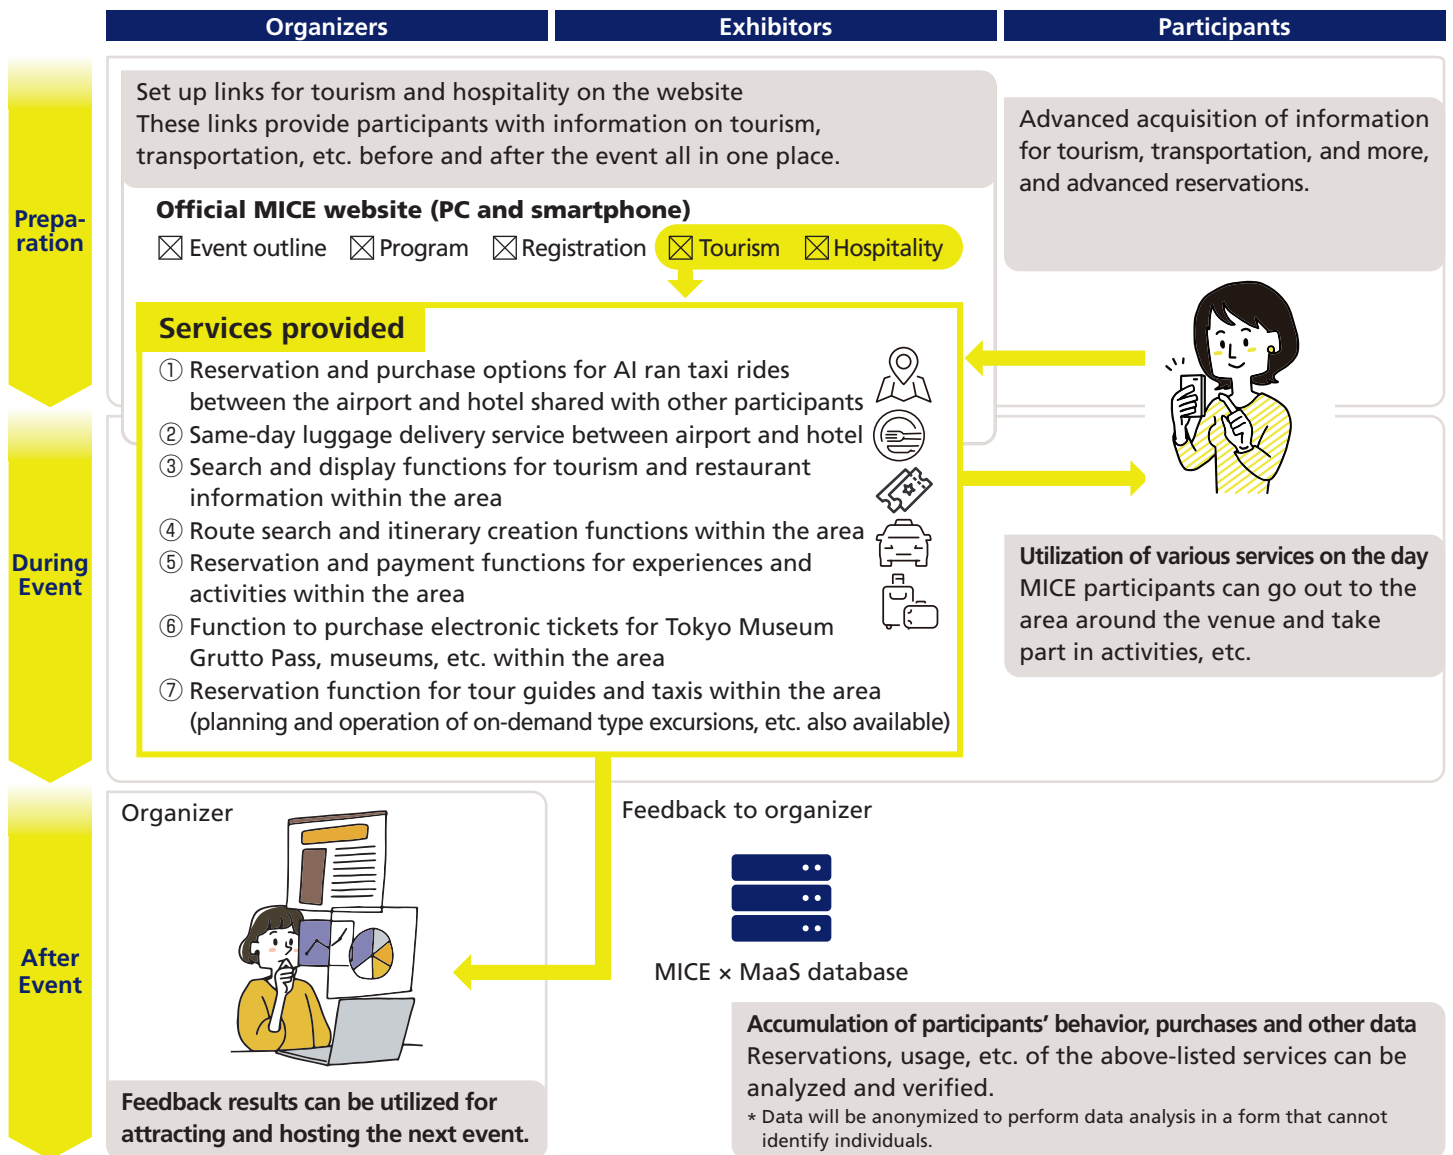 Organizers
Exhibitors
Participants
Prepa-
ration
Set up links for tourism and hospitality on the website
These links provide participants with information on tourism,
transportation, etc. before and after the event all in one place.
Advanced acquisition of information
for tourism, transportation, and more,
and advanced reservations.
Official MICE website (PC and smartphone)
Event outline
Program
Registration
Tourism
Hospitality
Services provided
① Reservation and purchase options for AI ran taxi rides
between the airport and hotel shared with other participants
② Same-day luggage delivery service between airport and hotel
③ Search and display functions for tourism and restaurant
information within the area
④ Route search and itinerary creation functions within the area
⑤ Reservation and payment functions for experiences and
activities within the area
⑥ Function to purchase electronic tickets for Tokyo Museum
Grutto Pass, museums, etc. within the area
⑦ Reservation function for tour guides and taxis within the area
(planning and operation of on-demand type excursions, etc. also available)
During
Event
Utilization of various services on the day
MICE participants can go out to the
area around the venue and take
part in activities, etc.
After
Event
Organizer
Feedback to organizer
MICE × MaaS database
Feedback results can be utilized for
attracting and hosting the next event.
Accumulation of participants’ behavior, purchases and other data
Reservations, usage, etc. of the above-listed services can be
analyzed and verified.
* Data will be anonymized to perform data analysis in a form that cannot
identify individuals.